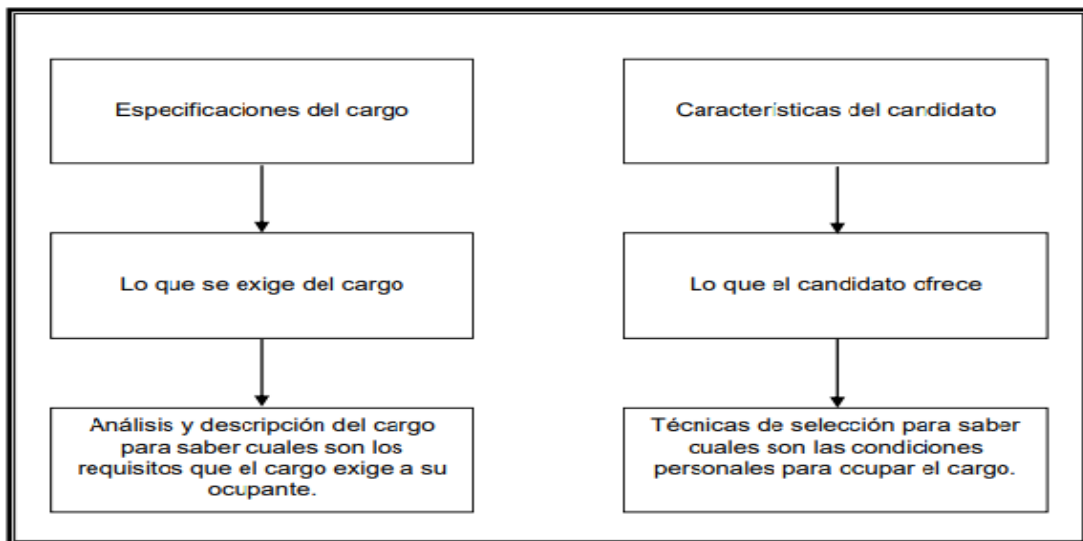 Especificaciones del cargo
Lo que se exige del cargo
Análisis y descripción del cargo
para saber cuales son los
requisitos que el cargo exige a su
ocupante.
Características del candidato
Lo que el candidato ofrece
Técnicas de selección para saber
cuales son las condiciones
personales para ocupar el cargo.